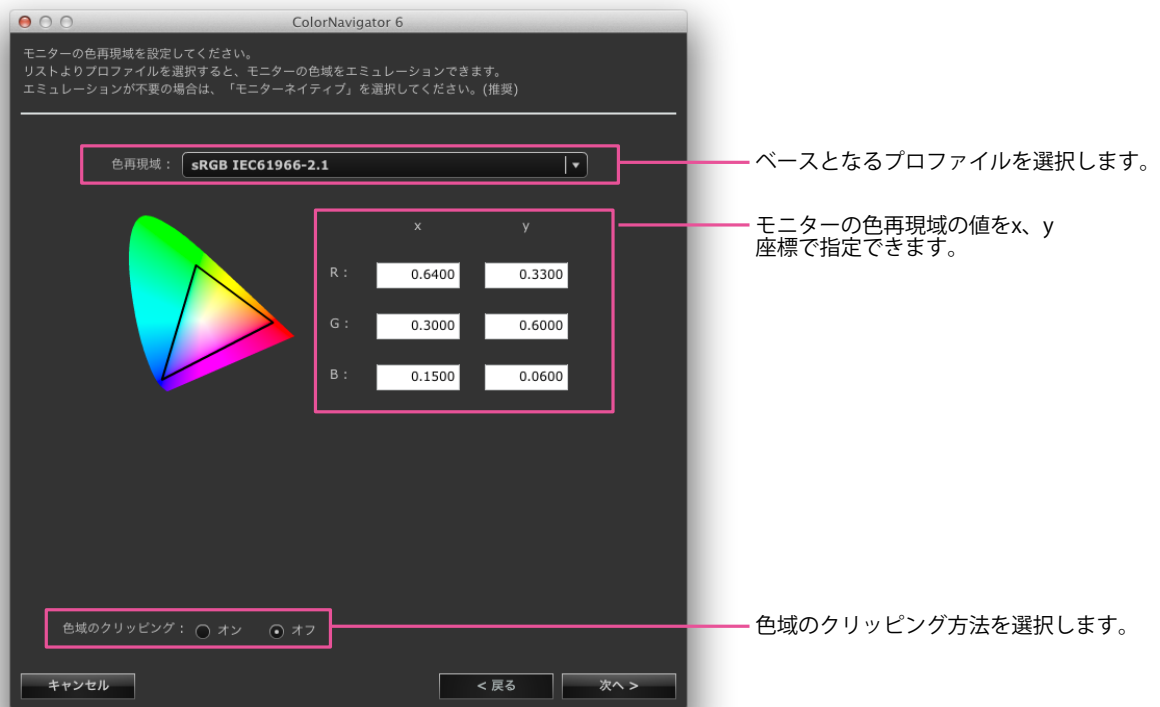 ColorNavigator 6
モニターの色再現域を設定してください。
リストよりプロファイルを選択すると、モニターの色域をエミュレーションできます。
エミュレーションが不要の場合は、「モニターネイティブ」を選択してください。(推奨)
色再現域： sRGB IEC61966-2.1
ベースとなるプロファイルを選択します。
x y
モニターの色再現域の値をx、y
座標で指定できます。
R： 0.6400 0.3300
G： 0.3000 0.6000
B： 0.1500 0.0600
色域のクリッピング： オン オフ
色域のクリッピング方法を選択します。
キャンセル < 戻る 次へ >